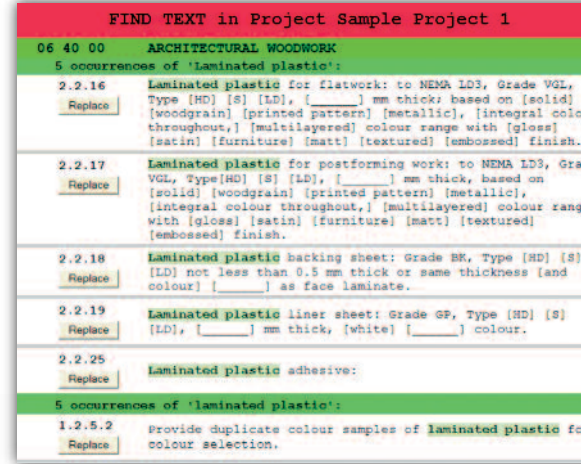 FIND TEXT in Project Sample Project 1
06 40 00 ARCHITECTURAL WOODWORK
5 occurrences of 'Laminated plastic':
2.2.16 Laminated plastic for flatwork: to NEMA LD3, Grade VGL,
Replace Type [HD] [S] [LD], [______] mm thick; based on [solid]
[woodgrain] [printed pattern] [metallic], [integral colo
throughout,] [multilayered] colour range with [gloss]
[satin] [furniture] [matt] [textured] [embossed] finish.
2.2.17 Laminated plastic for postforming work: to NEMA LD3, Gra
Replace VGL, Type[HD] [S] [LD], [______] mm thick, based on
[solid] [woodgrain] [printed pattern] [metallic],
[integral colour throughout,] [multilayered] colour rang
with [gloss] [satin] [furniture] [matt] [textured]
[embossed] finish.
2.2.18 Laminated plastic backing sheet: Grade BK, Type [HD] [S]
Replace [LD] not less than 0.5 mm thick or same thickness [and
colour] [______] as face laminate.
2.2.19 Laminated plastic liner sheet: Grade GP, Type [HD] [S]
Replace [LD], [______] mm thick, [white] [______] colour.
2.2.25
Replace Laminated plastic adhesive:
5 occurrences of 'laminated plastic':
1.2.5.2 Provide duplicate colour samples of laminated plastic fo
Replace colour selection.